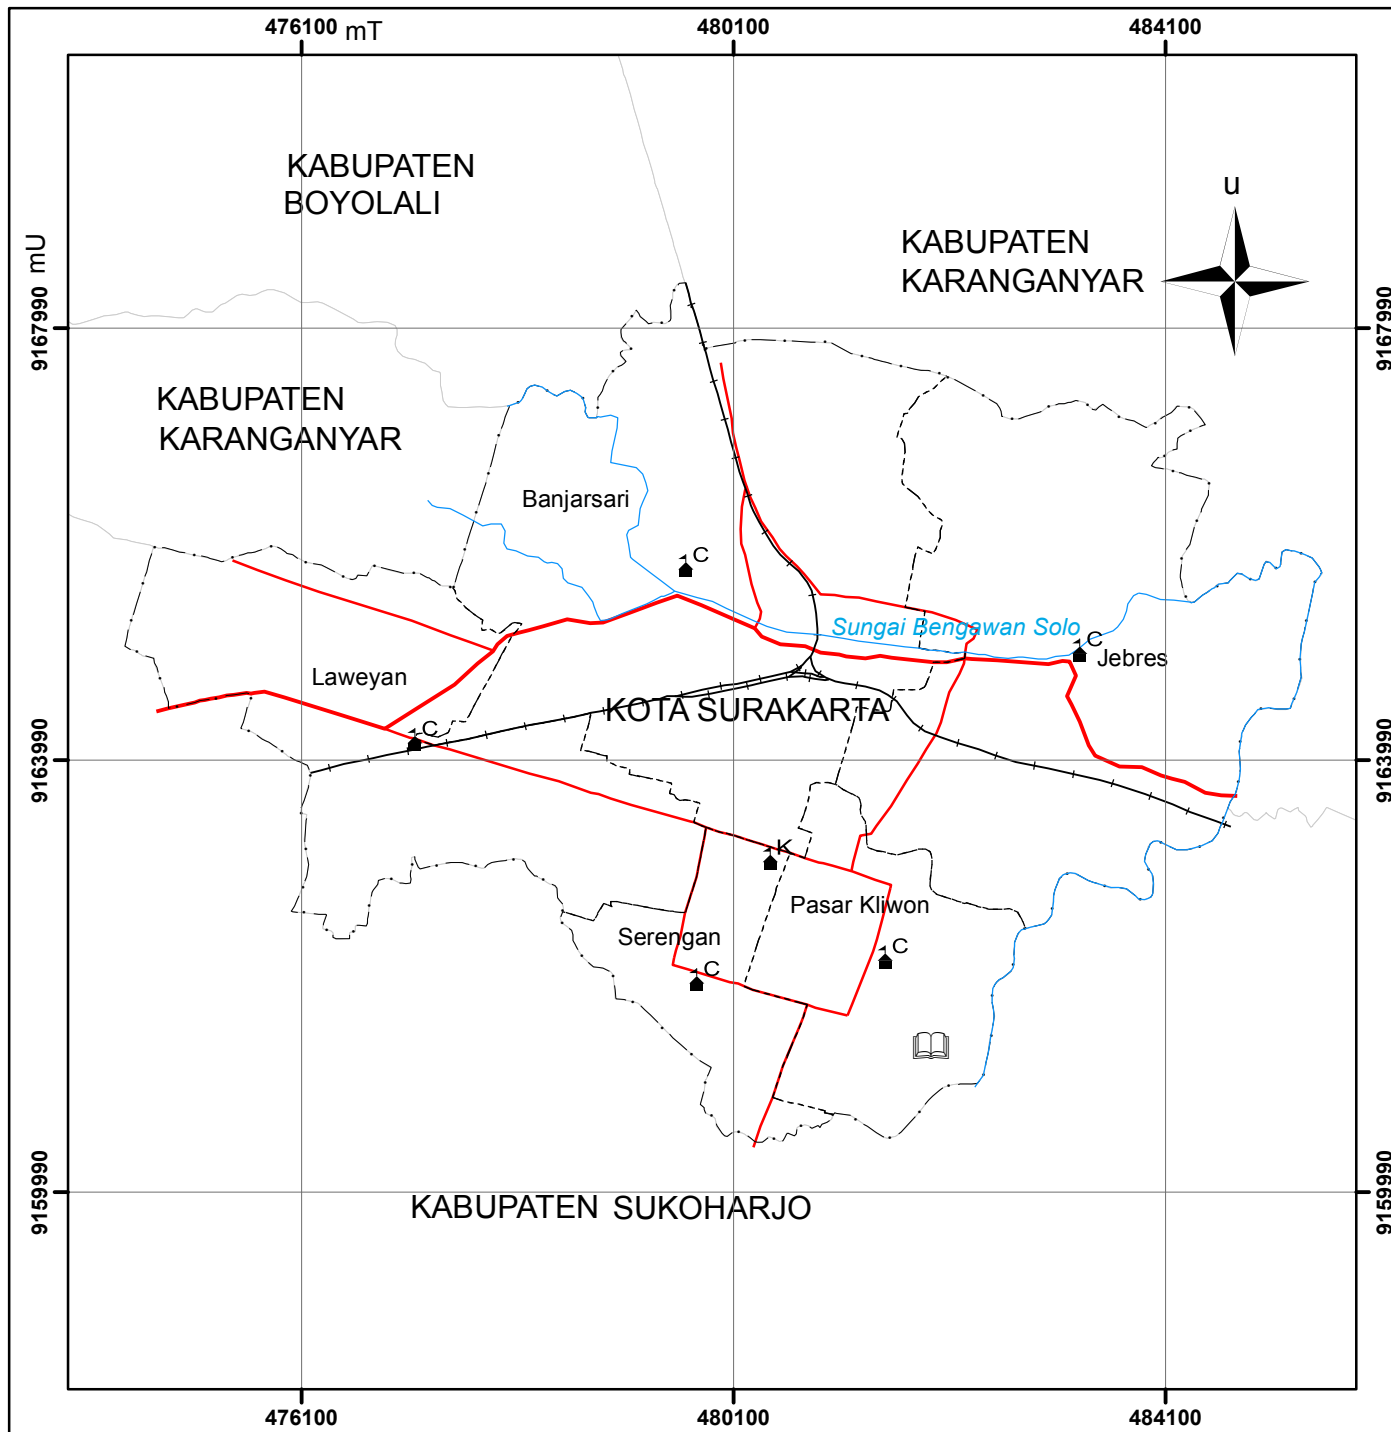 476100 mT
480100
484100
KABUPATEN
BOYOLALI
u
KABUPATEN
KARANGANYAR
9167990 mU
9167990
KABUPATEN
KARANGANYAR
Banjarsari
C
Sungai Bengawan Solo
C
Jebres
Laweyan
KOTA SURAKARTA
C
9163990
9163990
K
Pasar Kliwon
Serengan
C
C
9159990
9159990
KABUPATEN SUKOHARJO
476100
480100
484100